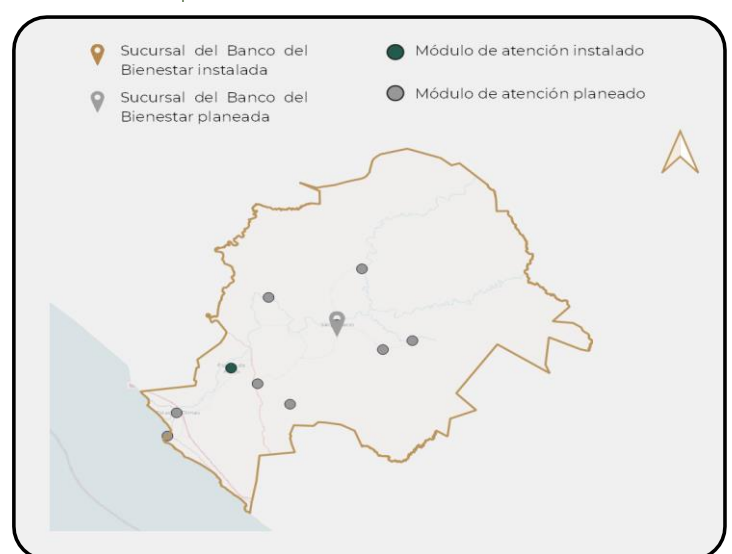 Sucursal del Banco del
Bienestar instalada
Sucursal del Banco del
Bienestar planeada
Módulo de atención instalado
Módulo de atención planeado